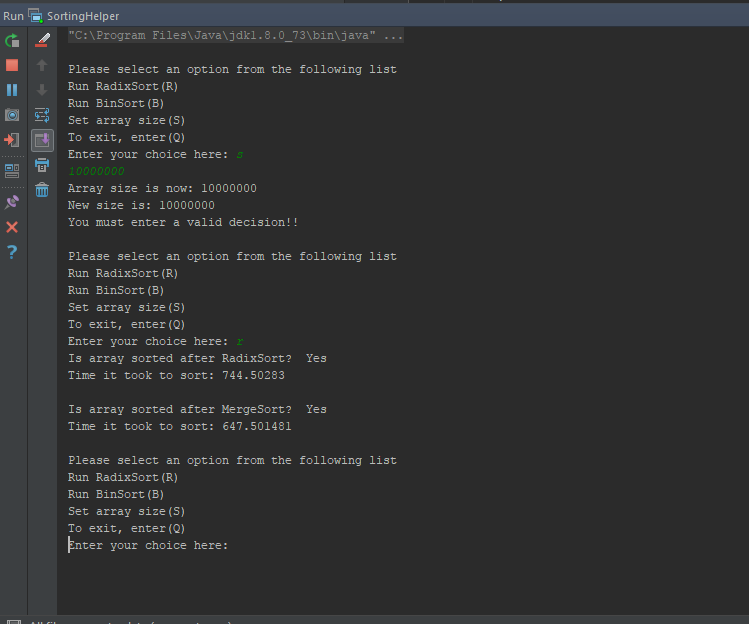 Run SortingHelper
"C:\Program Files\Java\jdk1.8.0_73\bin\java" ...
Please select an option from the following list
Run RadixSort(R)
Run BinSort(B)
Set array size(S)
To exit, enter(Q)
Enter your choice here: s
10000000
Array size is now: 10000000
New size is: 10000000
You must enter a valid decision!!
Please select an option from the following list
Run RadixSort(R)
Run BinSort(B)
Set array size(S)
To exit, enter(Q)
Enter your choice here: r
Is array sorted after RadixSort?  Yes
Time it took to sort: 744.50283
Is array sorted after MergeSort?  Yes
Time it took to sort: 647.501481
Please select an option from the following list
Run RadixSort(R)
Run BinSort(B)
Set array size(S)
To exit, enter(Q)
Enter your choice here: